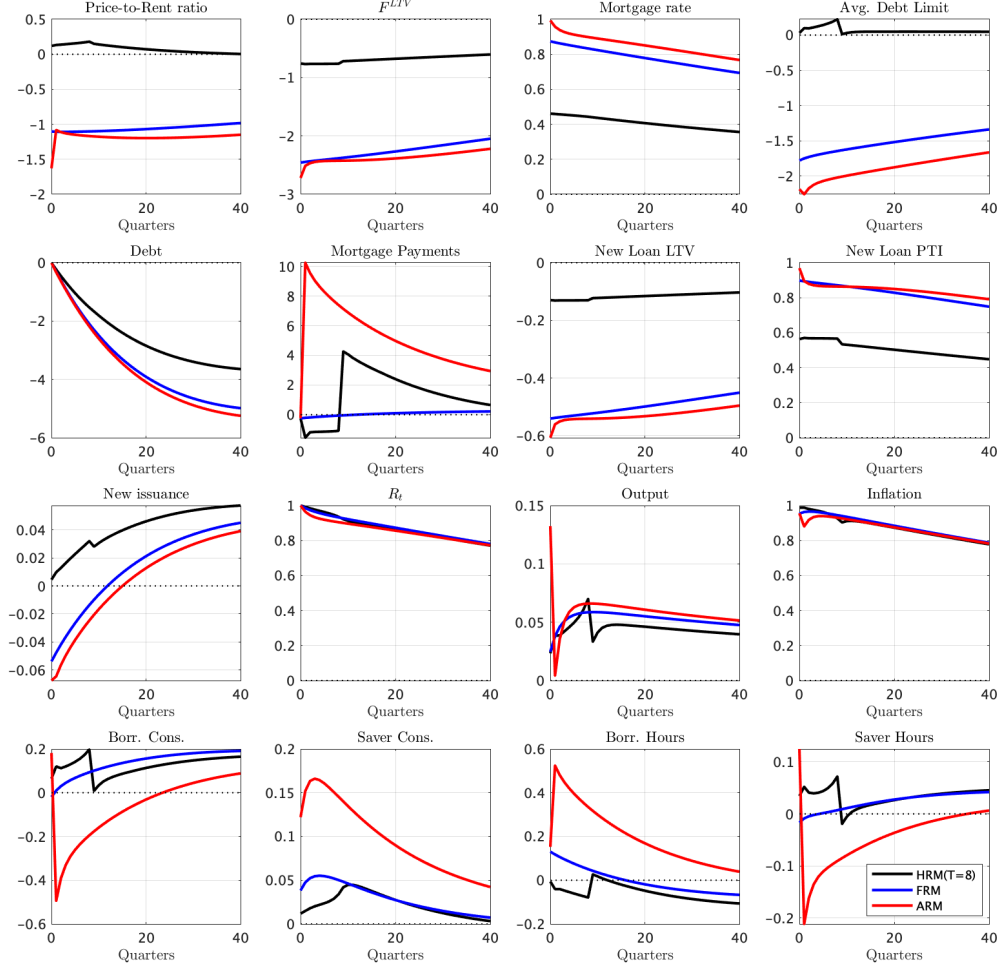 Price-to-Rent ratio
0.5
0
−0.5
−1
−1.5
−2
0 20 40
Quarters
F^{LTV}
0
−1
−2
−3
0 20 40
Quarters
Mortgage rate
1
0.8
0.6
0.4
0.2
0
0 20 40
Quarters
Avg. Debt Limit
0
−0.5
−1
−1.5
−2
0 20 40
Quarters
Debt
0
−2
−4
−6
0 20 40
Quarters
Mortgage Payments
10
8
6
4
2
0
0 20 40
Quarters
New Loan LTV
0
−0.2
−0.4
−0.6
0 20 40
Quarters
New Loan PTI
1
0.8
0.6
0.4
0.2
0
0 20 40
Quarters
New issuance
0.04
0.02
0
−0.02
−0.04
−0.06
0 20 40
Quarters
R_t
1
0.8
0.6
0.4
0.2
0
0 20 40
Quarters
Output
0.15
0.1
0.05
0
0 20 40
Quarters
Inflation
1
0.8
0.6
0.4
0.2
0
0 20 40
Quarters
Borr. Cons.
0.2
0
−0.2
−0.4
−0.6
0 20 40
Quarters
Saver Cons.
0.2
0.15
0.1
0.05
0
0 20 40
Quarters
Borr. Hours
0.6
0.4
0.2
0
−0.2
0 20 40
Quarters
Saver Hours
0.1
0
−0.1
−0.2
HRM(T=8)
FRM
ARM
0 20 40
Quarters